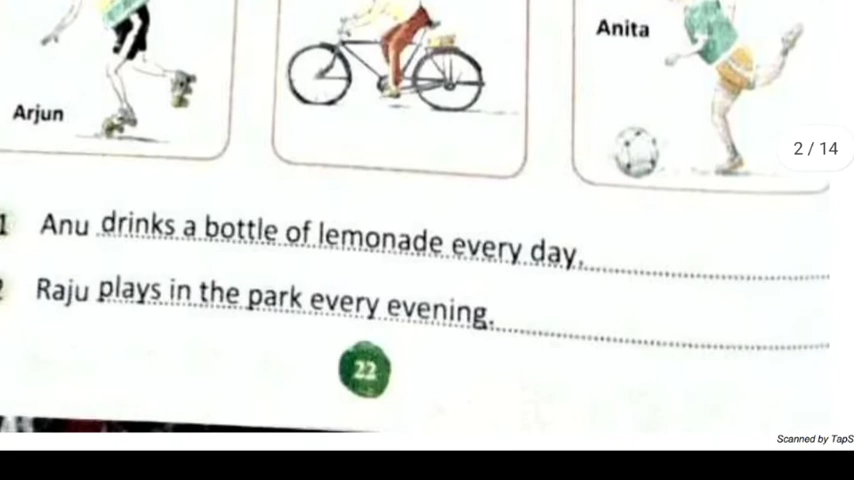 Anita
Arjun
2 / 14
1 Anu drinks a bottle of lemonade every day.
Raju plays in the park every evening.
22
Scanned by TapS